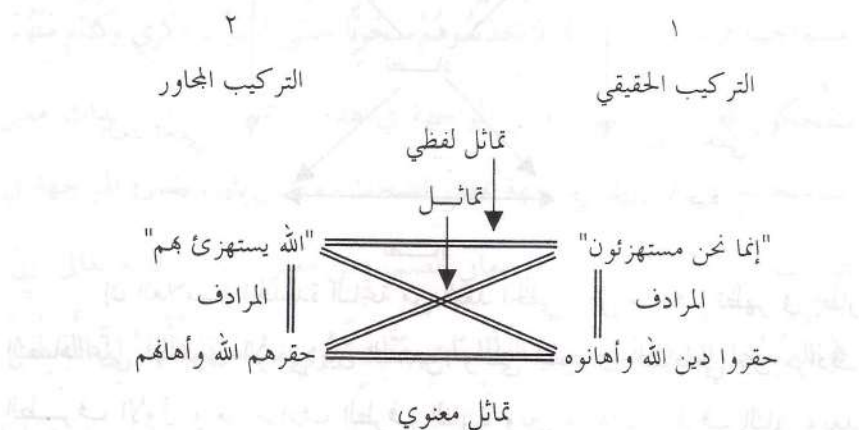 ١ ٢
التركيب الحقيقي التركيب المجاور
تماثل لفظي
تماثـــل
"إنما نحن مستهزئون" "الله يستهزئ بهم"
المرادف المرادف
حقروا دين الله وأهانوه حقرهم الله وأهانهم
تماثل معنوي